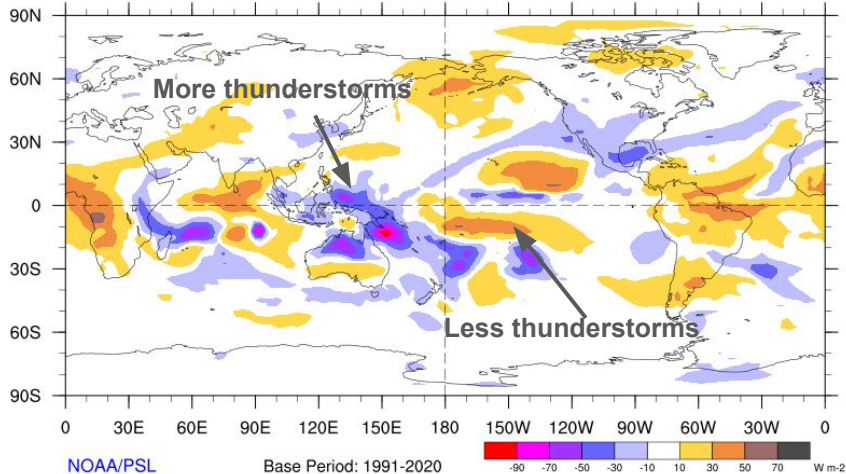 90N
60N
More thunderstorms
30N
0
30S
Less thunderstorms
60S
90S
0 30E 60E 90E 120E 150E 180 150W 120W 90W 60W 30W 0
NOAA/PSL Base Period: 1991-2020
-90 -70 -50 -30 -10 10 30 50 70 W m-2